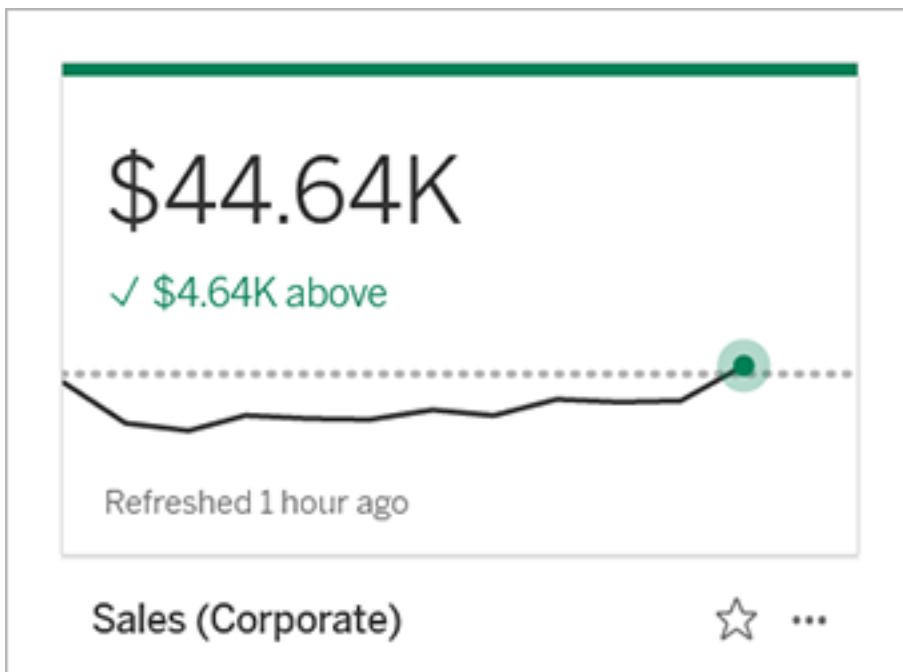 $44.64K
✓ $4.64K above
Refreshed 1 hour ago
Sales (Corporate)